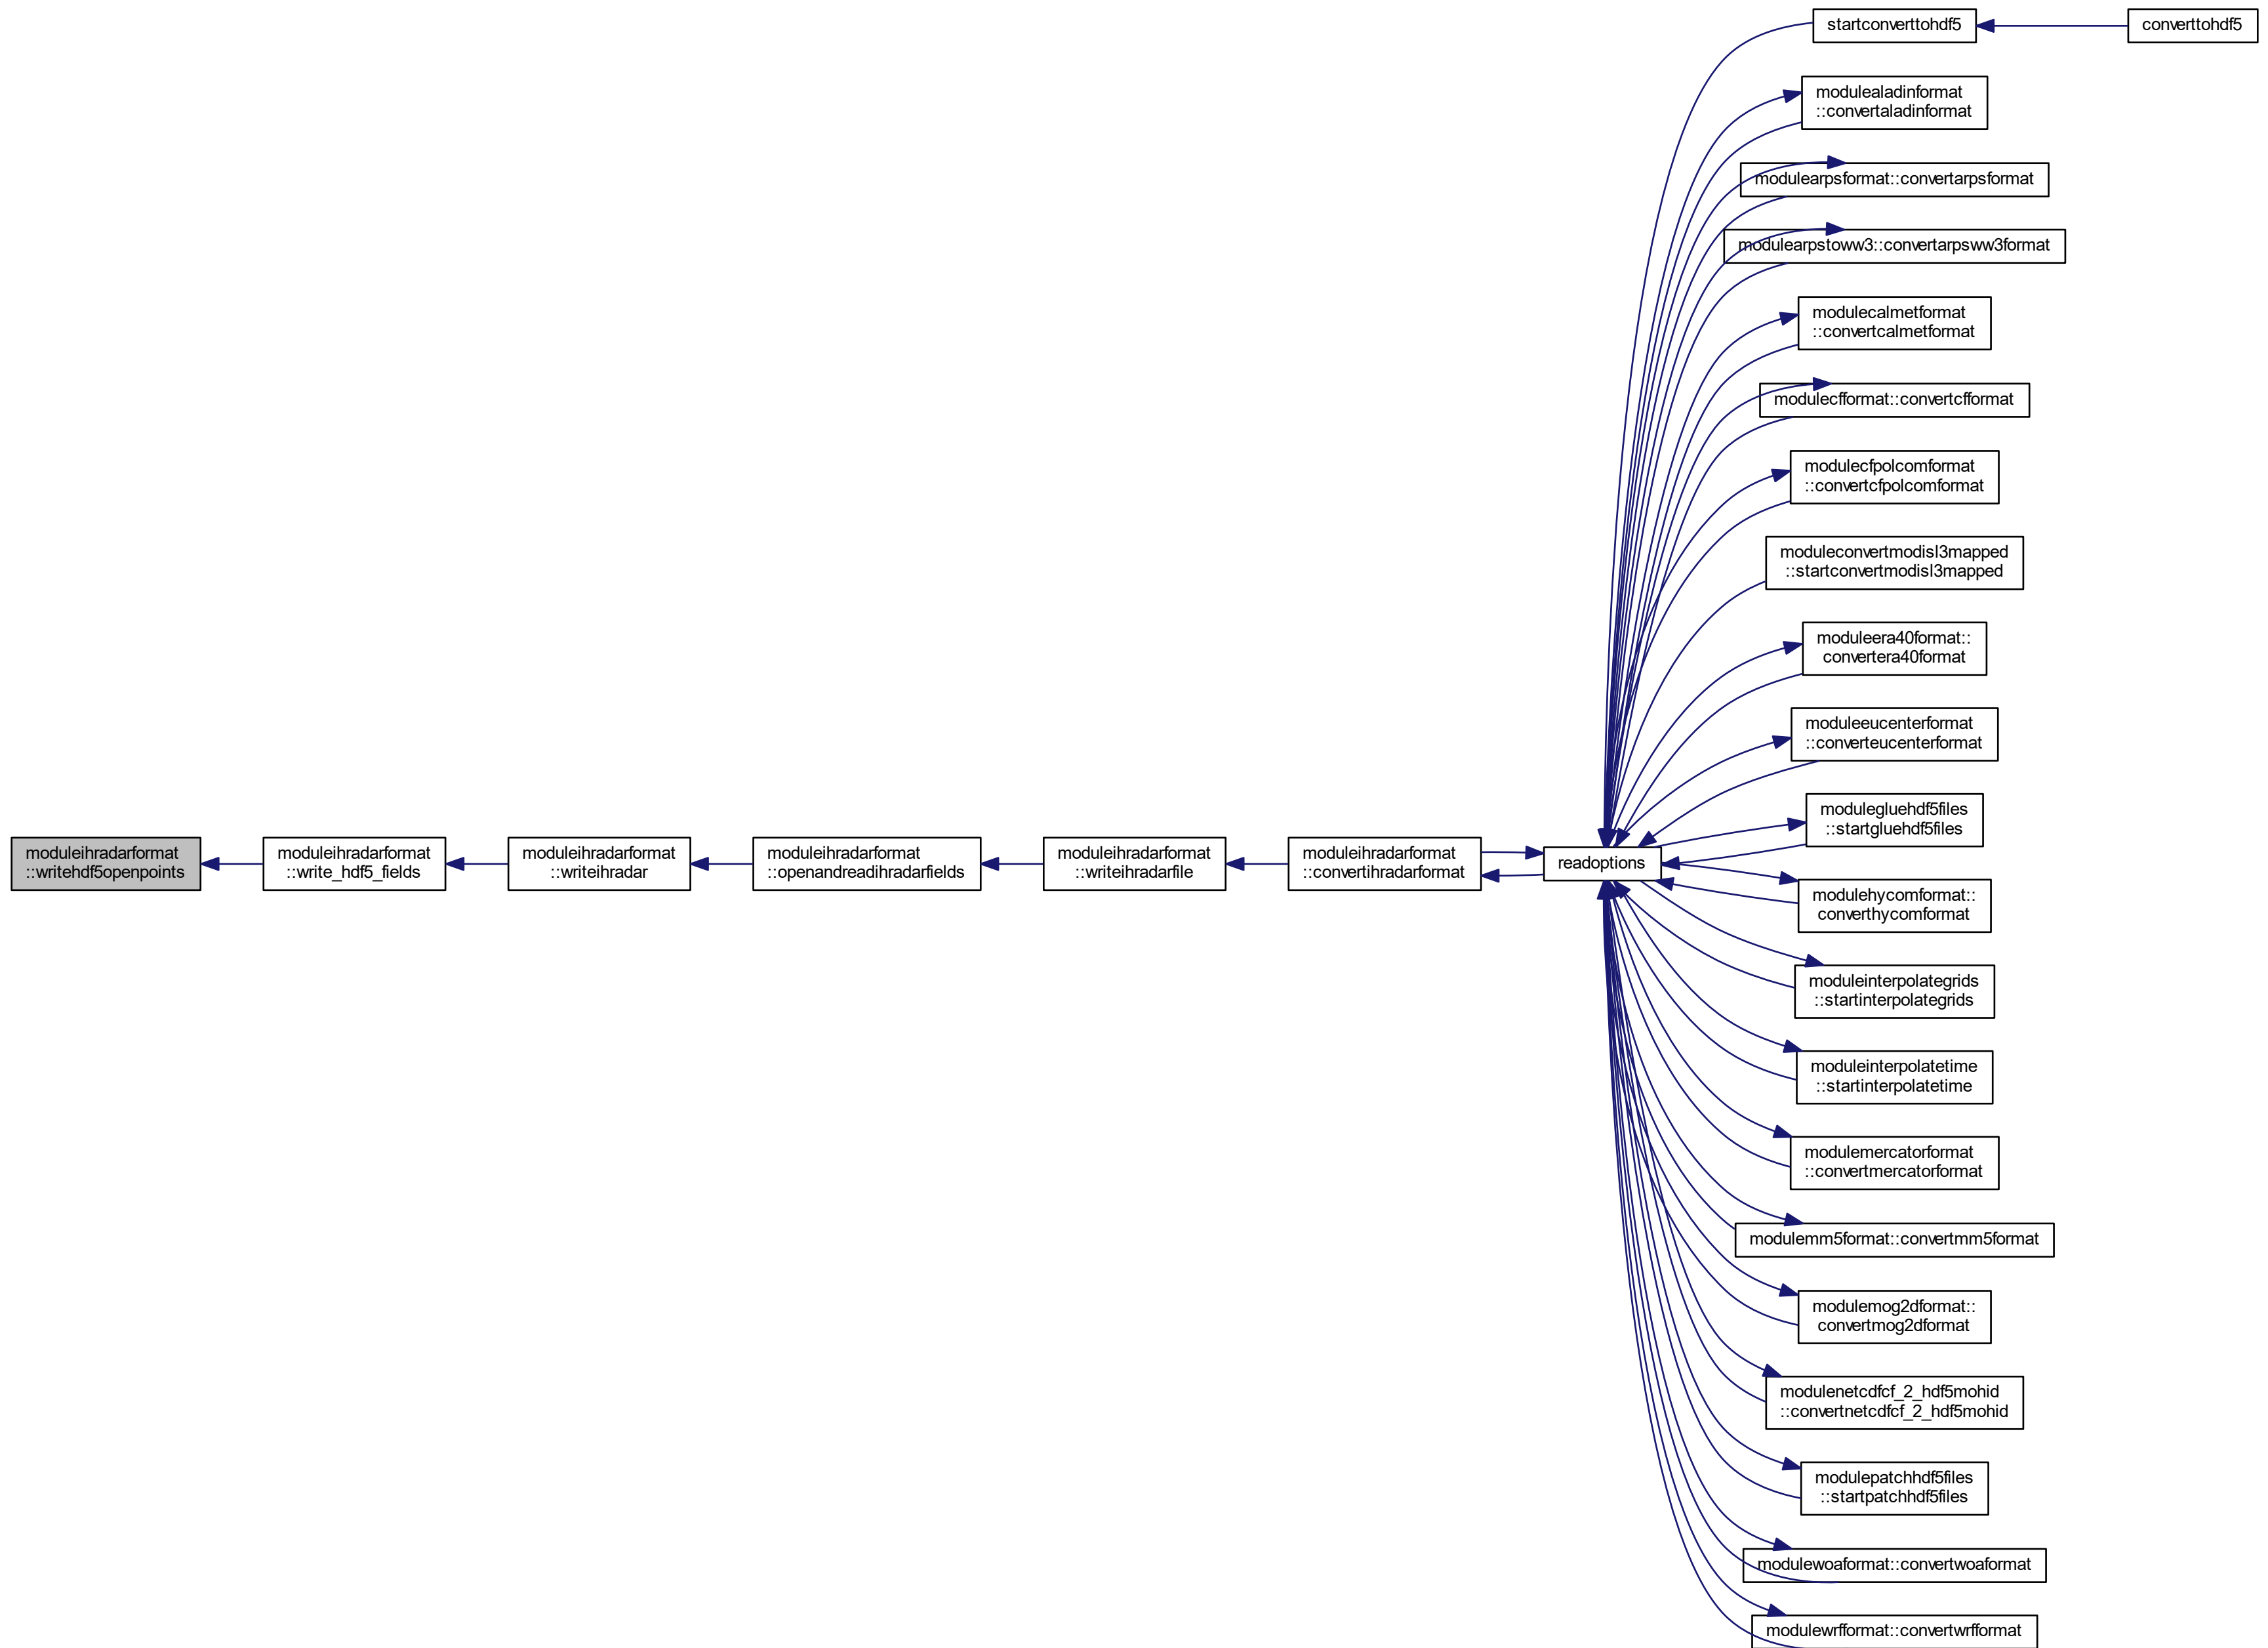 startconverttohdf5
converttohdf5
modulealadinformat
::convertaladinformat
modulearpsformat::convertarpsformat
modulearpstoww3::convertarpsww3format
modulecalmetformat
::convertcalmetformat
modulecfformat::convertcfformat
modulecfpolcomformat
::convertcfpolcomformat
moduleconvertmodisl3mapped
::startconvertmodisl3mapped
moduleera40format::
convertera40format
moduleeucenterformat
::converteucenterformat
modulegluehdf5files
::startgluehdf5files
moduleihradarformat
::writehdf5openpoints
moduleihradarformat
::write_hdf5_fields
moduleihradarformat
::writeihradar
moduleihradarformat
::openandreadihradarfields
moduleihradarformat
::writeihradarfile
moduleihradarformat
::convertihradarformat
readoptions
modulehycomformat::
converthycomformat
moduleinterpolategrids
::startinterpolategrids
moduleinterpolatetime
::startinterpolatetime
modulemercatorformat
::convertmercatorformat
modulemm5format::convertmm5format
modulemog2dformat::
convertmog2dformat
modulenetcdfcf_2_hdf5mohid
::convertnetcdfcf_2_hdf5mohid
modulepatchhdf5files
::startpatchhdf5files
modulewoaformat::convertwoaformat
modulewrfformat::convertwrfformat